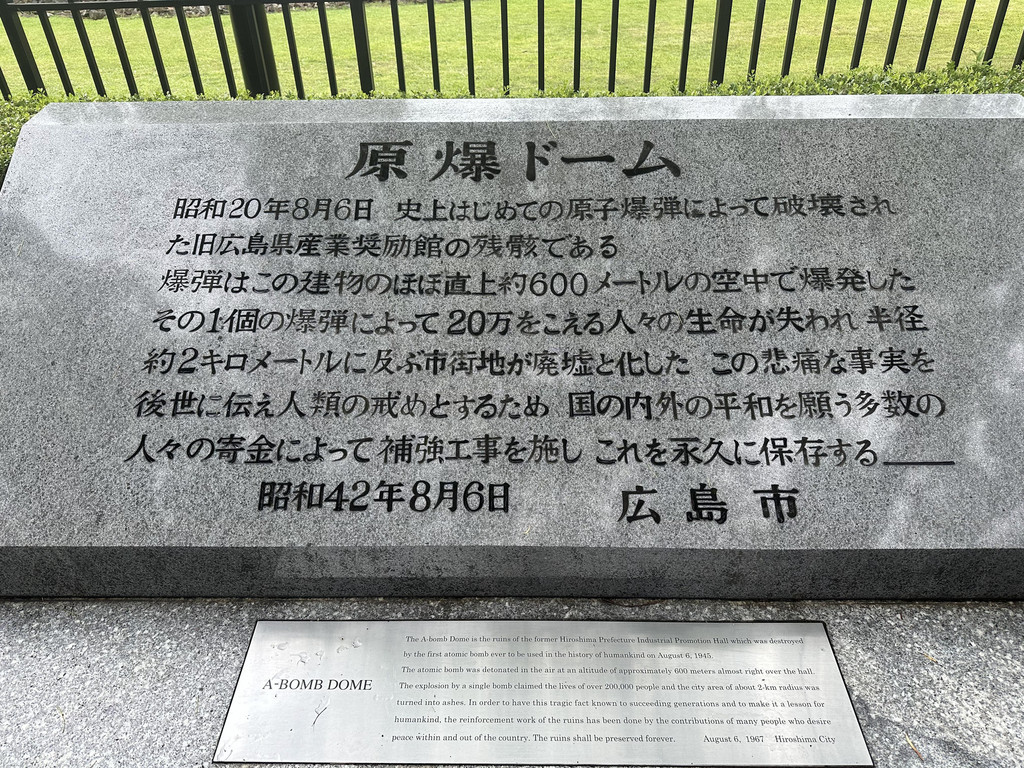 原爆ドーム
昭和20年8月6日 史上はじめての原子爆弾によって破壊され
た旧広島県産業奨励館の残骸である
爆弾はこの建物のほぼ直上約600メートルの空中で爆発した
その1個の爆弾によって20万をこえる人々の生命が失われ 半径
約2キロメートルに及ぶ市街地が廃墟と化した この悲痛な事実を
後世に伝え人類の戒めとするため 国の内外の平和を願う多数の
人々の寄金によって補強工事を施し これを永久に保存する
昭和42年8月6日 広島市
A-BOMB DOME
The A-bomb Dome is the ruins of the former Hiroshima Prefecture Industrial Promotion Hall which was destroyed
by the first atomic bomb ever to be used in the history of humankind on August 6, 1945.
The atomic bomb was detonated in the air at an altitude of approximately 600 meters almost right over the hall.
The explosion by a single bomb claimed the lives of over 200,000 people and the city area of about 2-km radius was
turned into ashes. In order to have this tragic fact known to succeeding generations and to make it a lesson for
humankind, the reinforcement work of the ruins has been done by the contributions of many people who desire
peace within and out of the country. The ruins shall be preserved forever. August 6, 1967 Hiroshima City